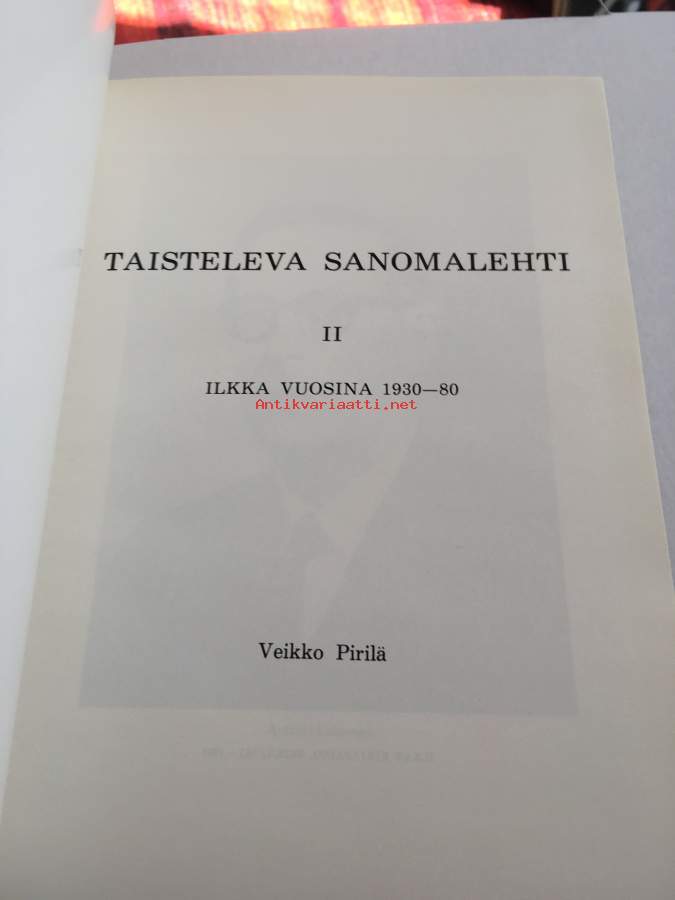 TAISTELEVA SANOMALEHTI
II
ILKKA VUOSINA 1930—80
Antikvariaatti.net
Veikko Pirilä